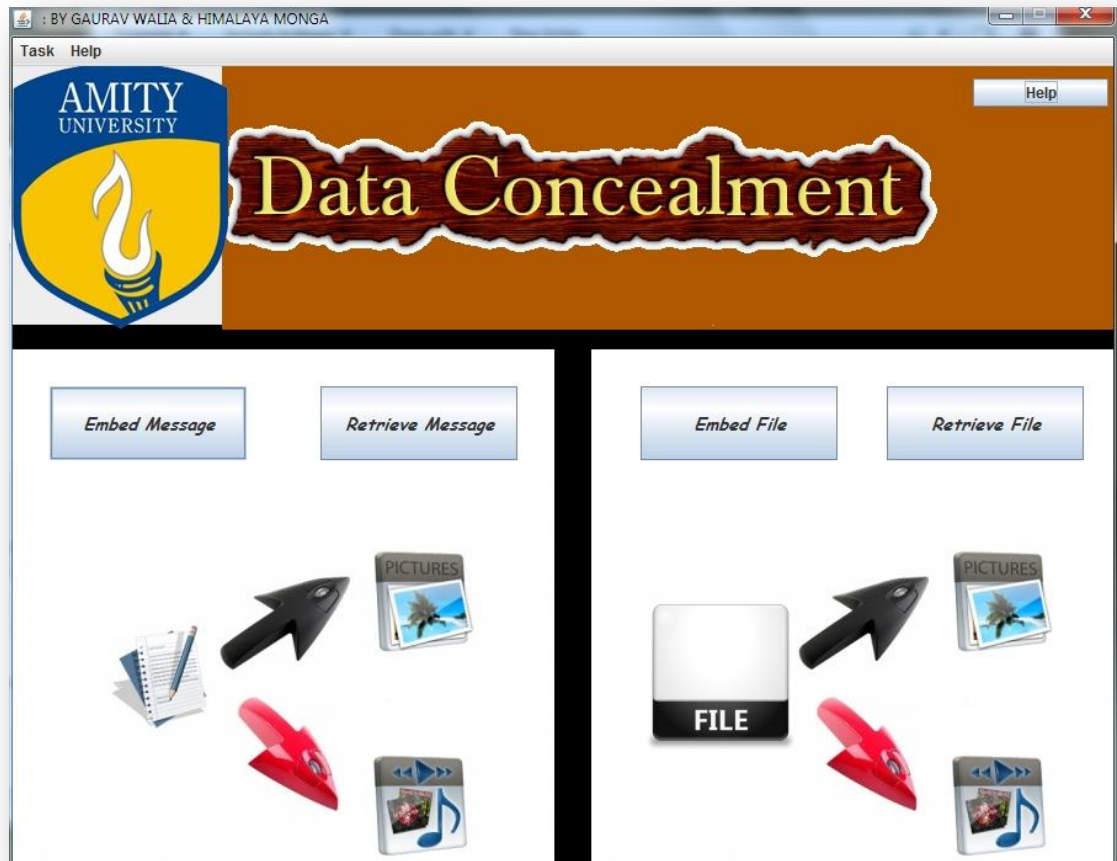 : BY GAURAV WALIA & HIMALAYA MONGA
Task Help
AMITY
UNIVERSITY
Help
Data Concealment
Embed Message Retrieve Message Embed File Retrieve File
PICTURES PICTURES
FILE